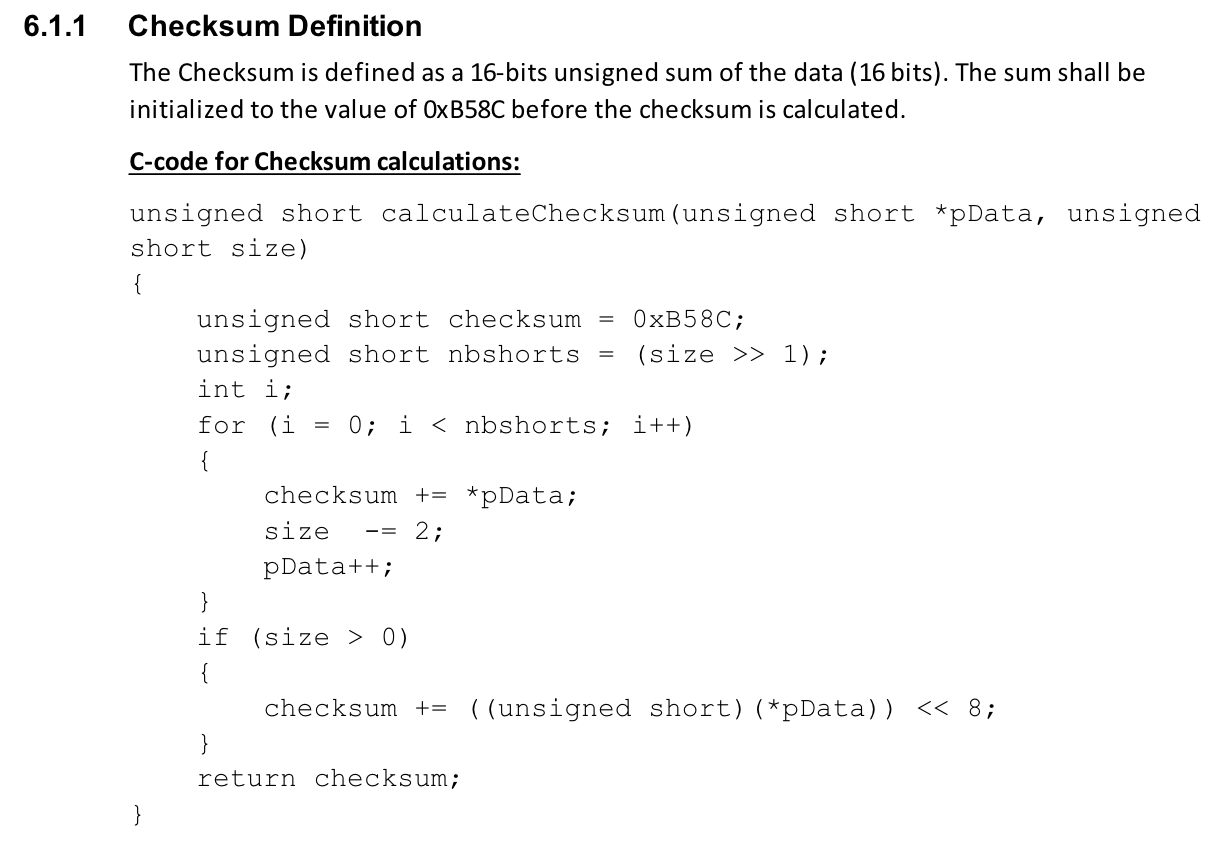 6.1.1 Checksum Definition
The Checksum is defined as a 16-bits unsigned sum of the data (16 bits). The sum shall be
initialized to the value of 0xB58C before the checksum is calculated.
C-code for Checksum calculations:
unsigned short calculateChecksum(unsigned short *pData, unsigned
short size)
{
    unsigned short checksum = 0xB58C;
    unsigned short nbshorts = (size >> 1);
    int i;
    for (i = 0; i < nbshorts; i++)
    {
        checksum += *pData;
        size  -= 2;
        pData++;
    }
    if (size > 0)
    {
        checksum += ((unsigned short)(*pData)) << 8;
    }
    return checksum;
}